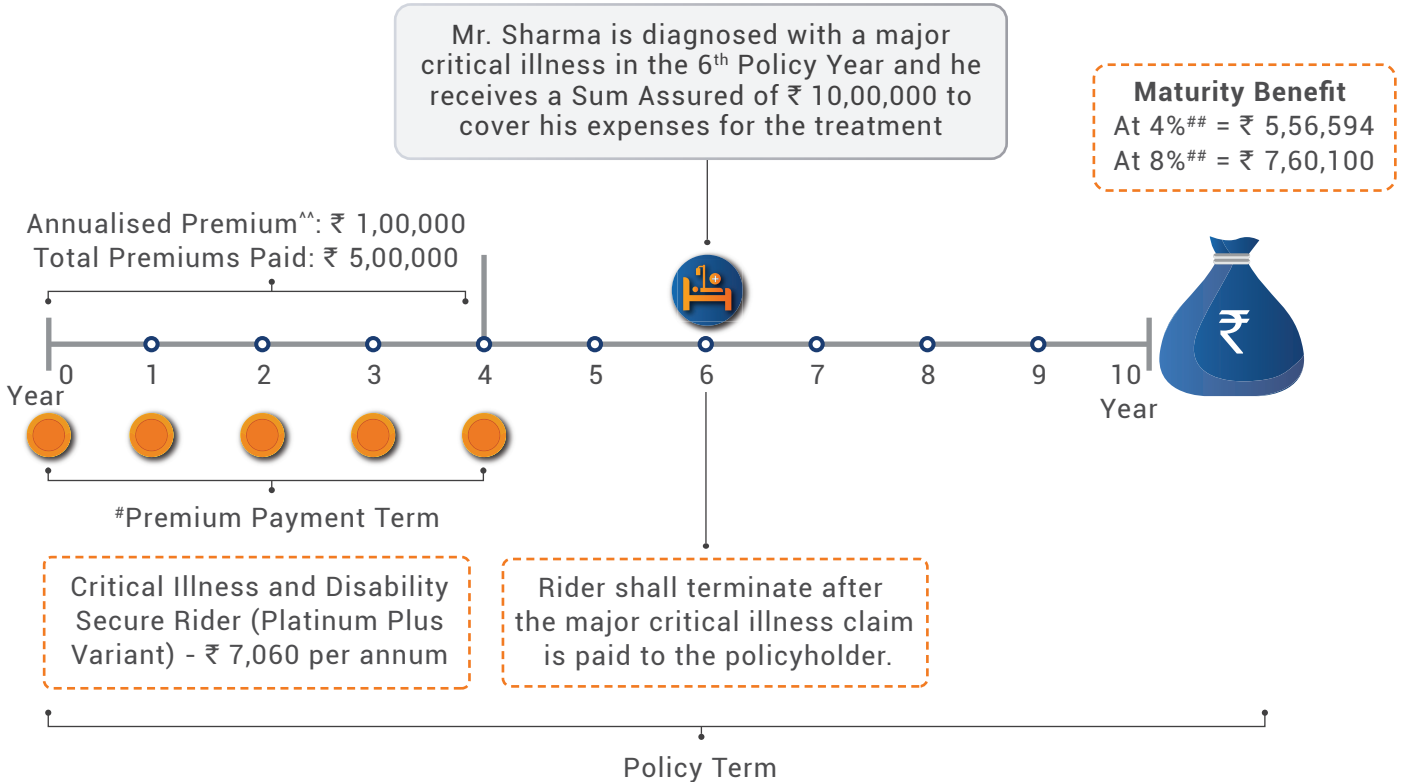 Mr. Sharma is diagnosed with a major
critical illness in the 6th Policy Year and he
receives a Sum Assured of ₹ 10,00,000 to
cover his expenses for the treatment
Maturity Benefit
At 4%## = ₹ 5,56,594
At 8%## = ₹ 7,60,100
Annualised Premium^^: ₹ 1,00,000
Total Premiums Paid: ₹ 5,00,000
₹
0 1 2 3 4 5 6 7 8 9 10
Year
Year
#Premium Payment Term
Critical Illness and Disability
Secure Rider (Platinum Plus
Variant) - ₹ 7,060 per annum
Rider shall terminate after
the major critical illness claim
is paid to the policyholder.
Policy Term